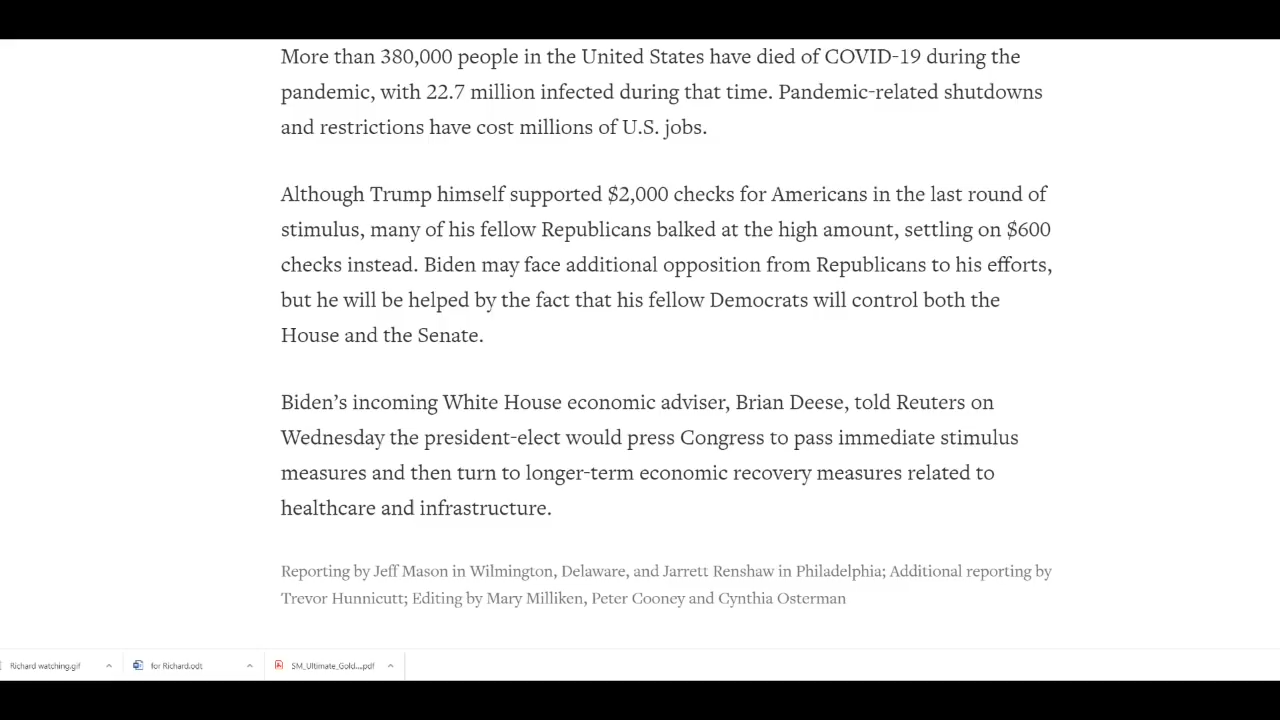 More than 380,000 people in the United States have died of COVID-19 during the
pandemic, with 22.7 million infected during that time. Pandemic-related shutdowns
and restrictions have cost millions of U.S. jobs.
Although Trump himself supported $2,000 checks for Americans in the last round of
stimulus, many of his fellow Republicans balked at the high amount, settling on $600
checks instead. Biden may face additional opposition from Republicans to his efforts,
but he will be helped by the fact that his fellow Democrats will control both the
House and the Senate.
Biden’s incoming White House economic adviser, Brian Deese, told Reuters on
Wednesday the president-elect would press Congress to pass immediate stimulus
measures and then turn to longer-term economic recovery measures related to
healthcare and infrastructure.
Reporting by Jeff Mason in Wilmington, Delaware, and Jarrett Renshaw in Philadelphia; Additional reporting by
Trevor Hunnicutt; Editing by Mary Milliken, Peter Cooney and Cynthia Osterman
Richard watching.gif for Richard.odt SM_Ultimate_Gold....pdf